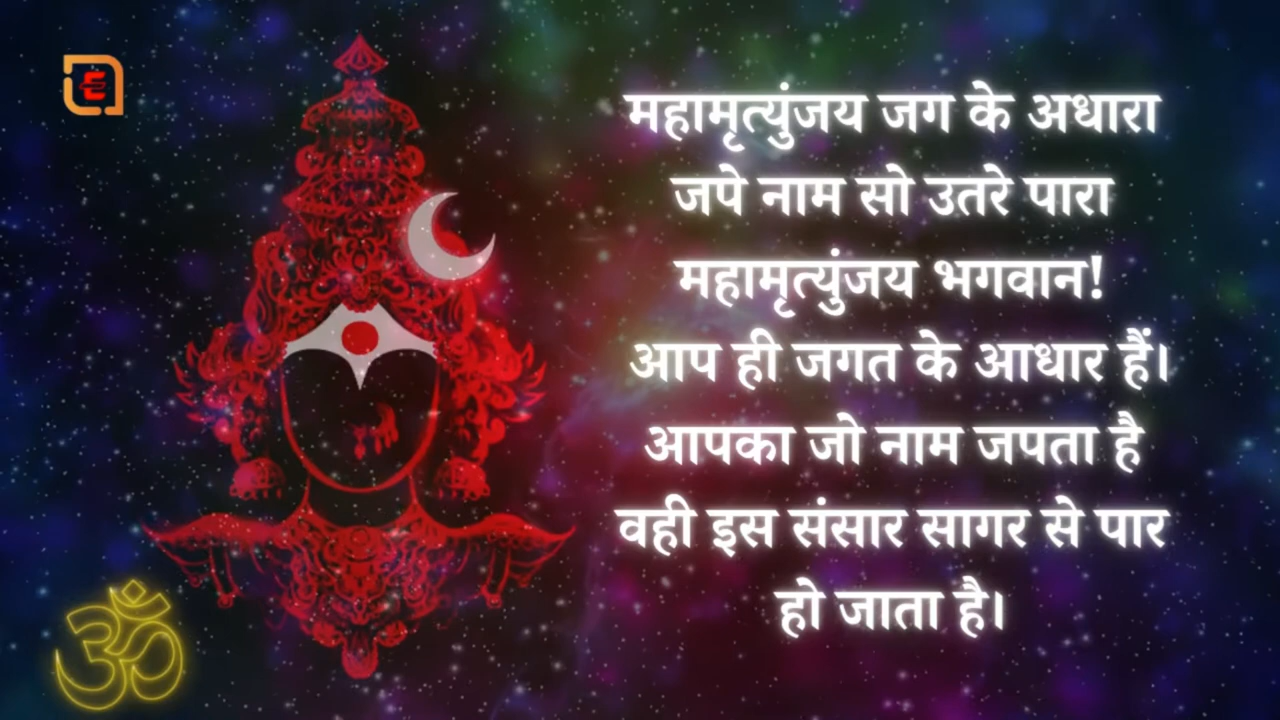 महामृत्युंजय जग के अधारा
जपे नाम सो उतरे पारा
महामृत्युंजय भगवान!
आप ही जगत के आधार हैं।
आपका जो नाम जपता है
वही इस संसार सागर से पार
हो जाता है।
ॐ